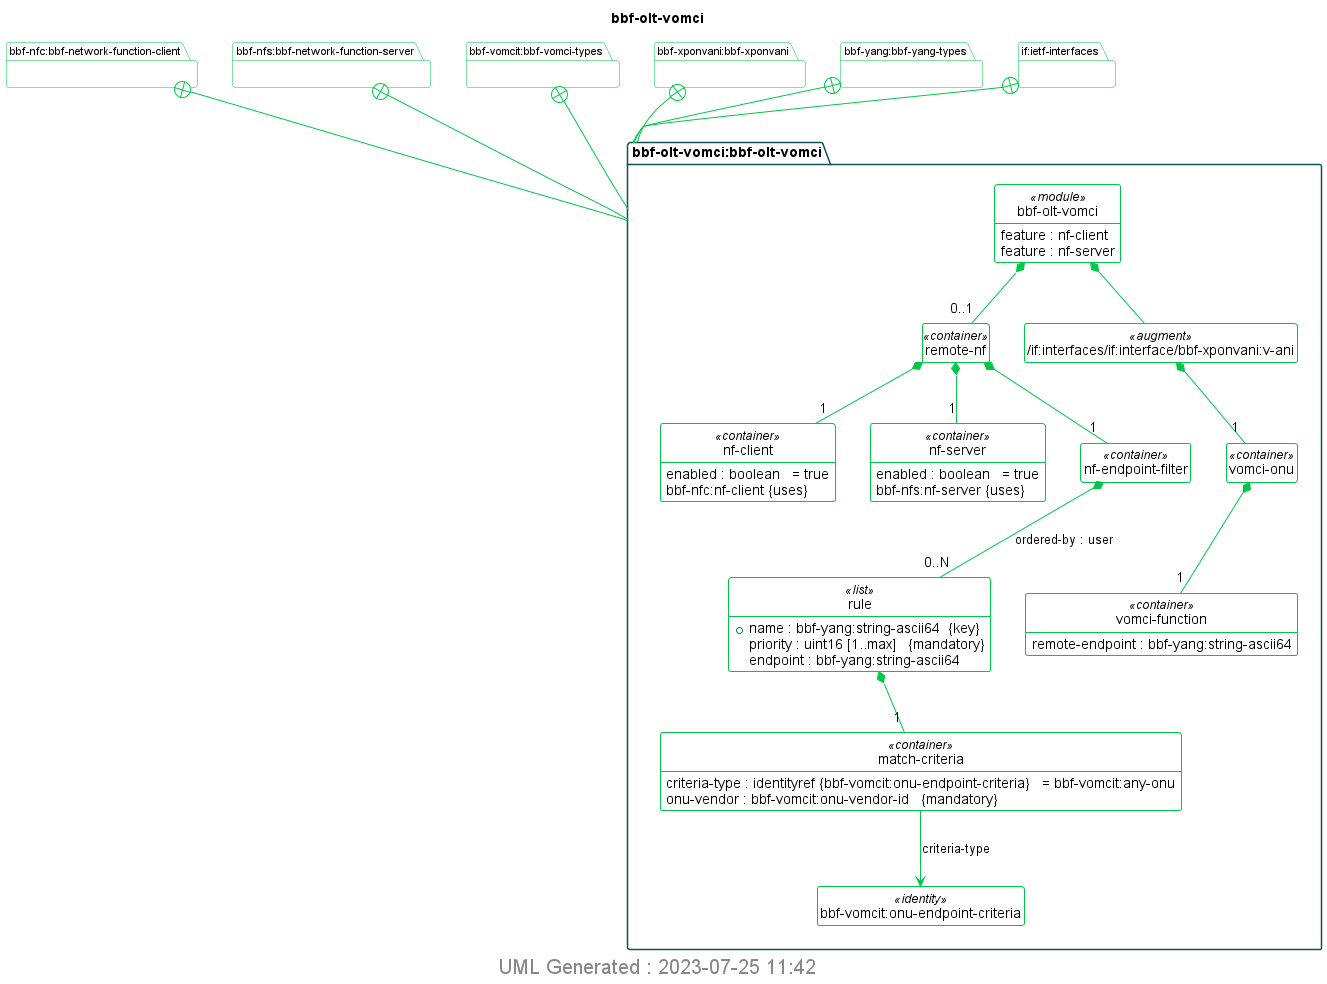 bbf-olt-vomci
bbf-nfc:bbf-network-function-client
bbf-nfs:bbf-network-function-server
bbf-vomcit:bbf-vomci-types
bbf-xponvani:bbf-xponvani
bbf-yang:bbf-yang-types
if:ietf-interfaces
bbf-olt-vomci:bbf-olt-vomci
«module»
bbf-olt-vomci
feature : nf-client
feature : nf-server
0..1
«container»
remote-nf
«augment»
/if:interfaces/if:interface/bbf-xponvani:v-ani
1
1
1
1
«container»
nf-client
enabled : boolean = true
bbf-nfc:nf-client {uses}
«container»
nf-server
enabled : boolean = true
bbf-nfs:nf-server {uses}
«container»
nf-endpoint-filter
«container»
vomci-onu
ordered-by : user
0..N
1
«list»
rule
name : bbf-yang:string-ascii64 {key}
priority : uint16 [1..max] {mandatory}
endpoint : bbf-yang:string-ascii64
«container»
vomci-function
remote-endpoint : bbf-yang:string-ascii64
1
«container»
match-criteria
criteria-type : identityref {bbf-vomcit:onu-endpoint-criteria} = bbf-vomcit:any-onu
onu-vendor : bbf-vomcit:onu-vendor-id {mandatory}
criteria-type
«identity»
bbf-vomcit:onu-endpoint-criteria
UML Generated : 2023-07-25 11:42